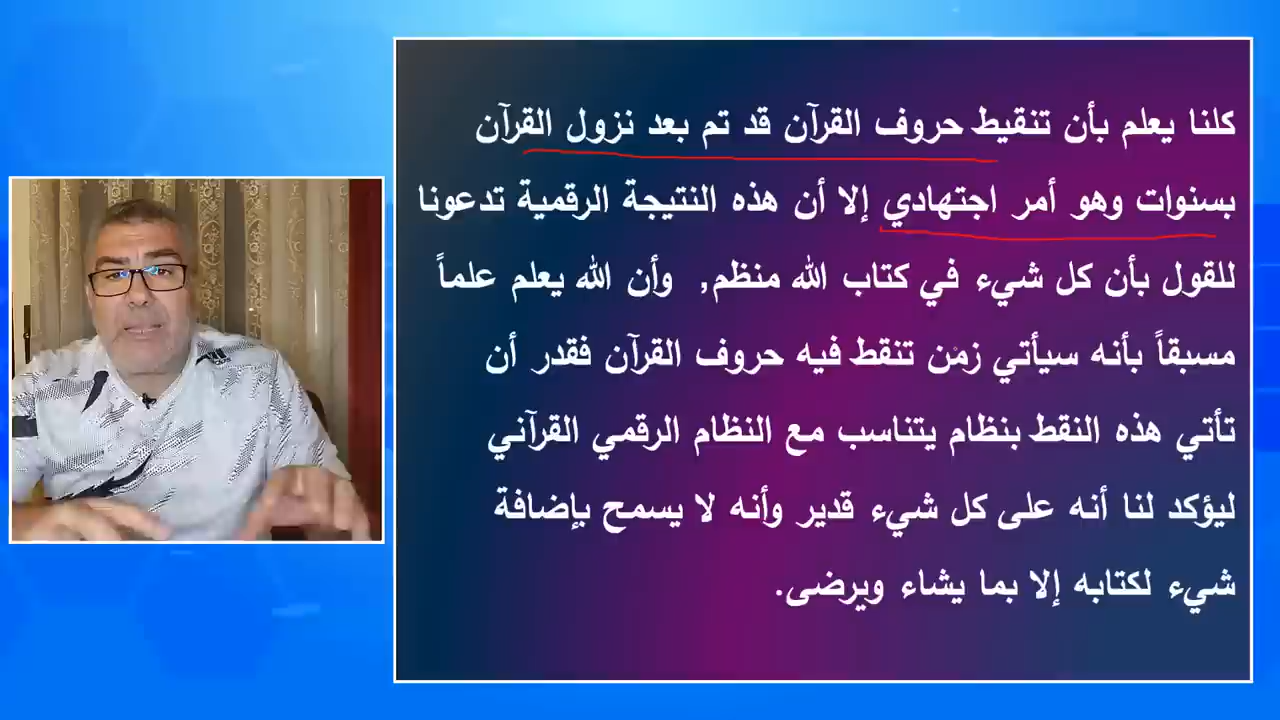 كلنا يعلم بأن تنقيط حروف القرآن قد تم بعد نزول القرآن
بسنوات وهو أمر اجتهادي إلا أن هذه النتيجة الرقمية تدعونا
للقول بأن كل شيء في كتاب الله منظم, وأن الله يعلم علماً
مسبقاً بأنه سيأتي زمن تنقط فيه حروف القرآن فقدر أن
تأتي هذه النقط بنظام يتناسب مع النظام الرقمي القرآني
ليؤكد لنا أنه على كل شيء قدير وأنه لا يسمح بإضافة
شيء لكتابه إلا بما يشاء ويرضى.